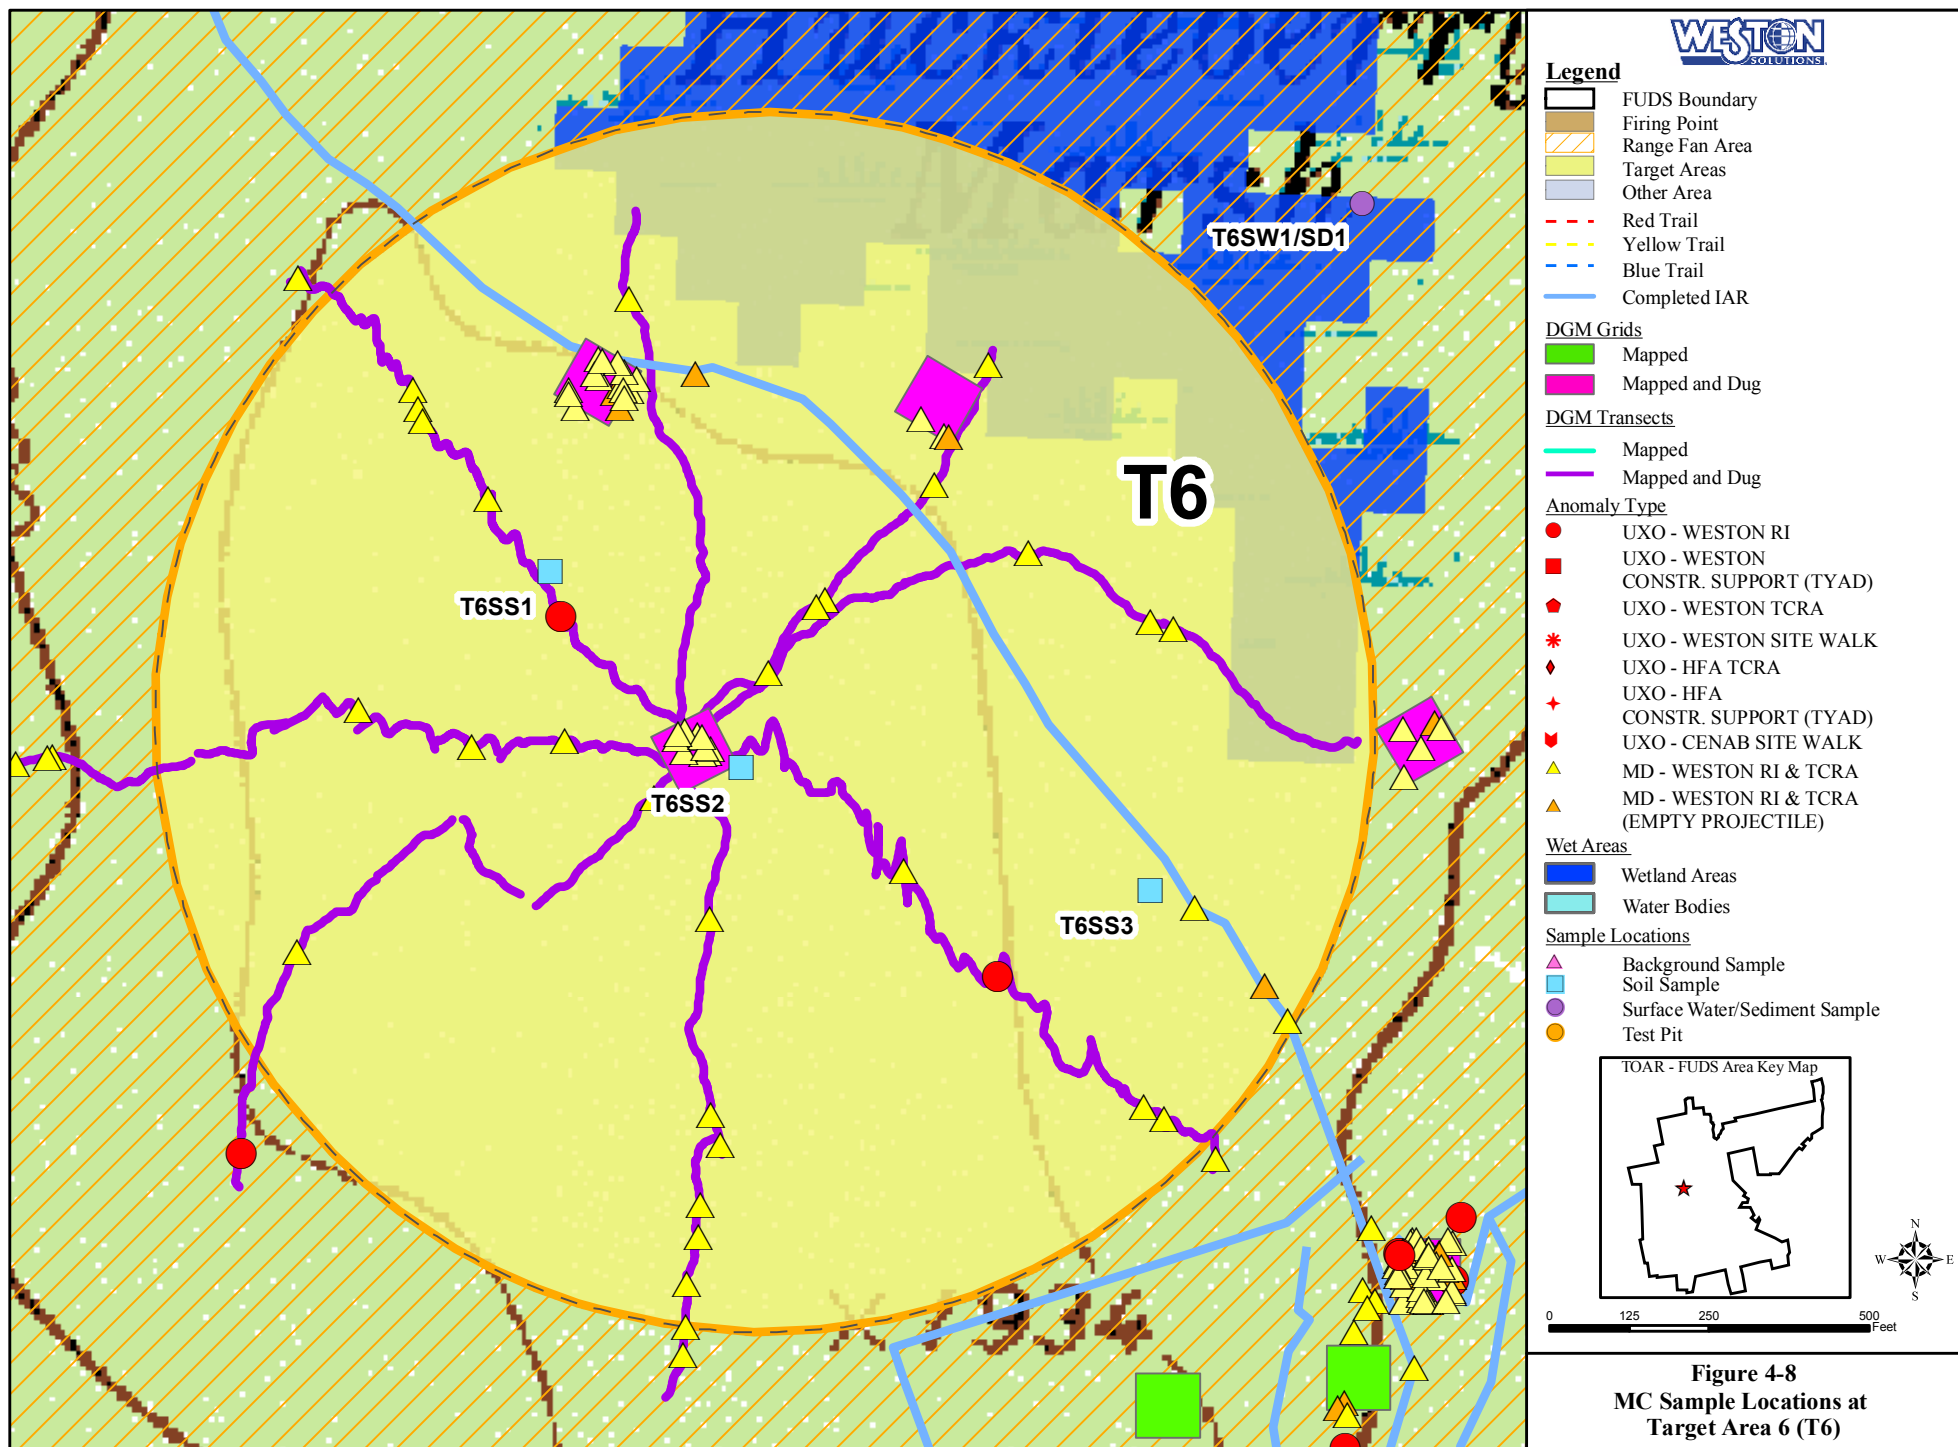 T6SW1/SD1
T6
T6SS1
T6SS2
T6SS3
934
WESTON
SOLUTIONS
Legend
FUDS Boundary
Firing Point
Range Fan Area
Target Areas
Other Area
Red Trail
Yellow Trail
Blue Trail
Completed IAR
DGM Grids
Mapped
Mapped and Dug
DGM Transects
Mapped
Mapped and Dug
Anomaly Type
UXO - WESTON RI
UXO - WESTON
CONSTR. SUPPORT (TYAD)
UXO - WESTON TCRA
UXO - WESTON SITE WALK
UXO - HFA TCRA
UXO - HFA
CONSTR. SUPPORT (TYAD)
UXO - CENAB SITE WALK
MD - WESTON RI & TCRA
MD - WESTON RI & TCRA
(EMPTY PROJECTILE)
Wet Areas
Wetland Areas
Water Bodies
Sample Locations
Background Sample
Soil Sample
Surface Water/Sediment Sample
Test Pit
TOAR - FUDS Area Key Map
N
W E
S
0 125 250 500
Feet
Figure 4-8
MC Sample Locations at
Target Area 6 (T6)